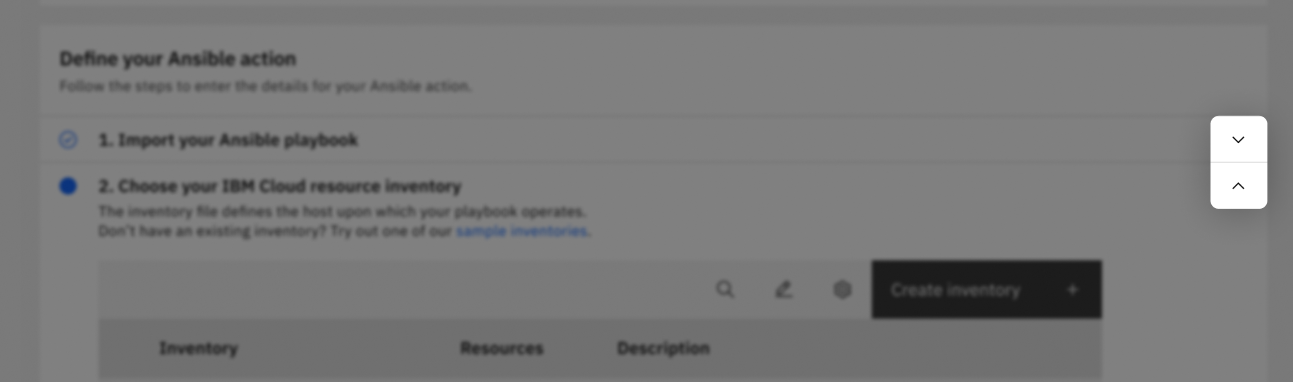 Define your Ansible action
Follow the steps to enter the details for your Ansible action.
1. Import your Ansible playbook
2. Choose your IBM Cloud resource inventory
The inventory file defines the host upon which your playbook operates.
Don't have an existing inventory? Try out one of our sample inventories.
Create inventory +
Inventory Resources Description